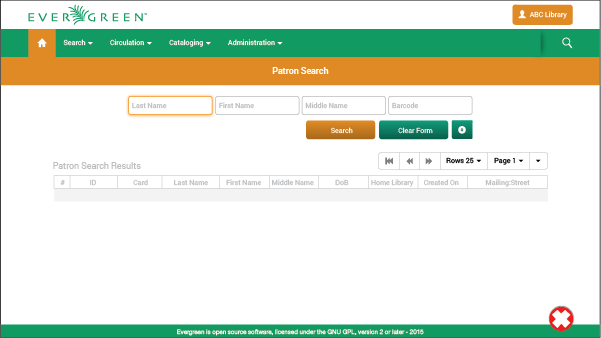 EVERGREEN™
ABC Library
Search Circulation Cataloging Administration
Patron Search
Last Name First Name Middle Name Barcode
Search Clear Form
Patron Search Results
Rows 25 Page 1
# ID Card Last Name First Name Middle Name DoB Home Library Created On Mailing:Street
Evergreen is open source software, licensed under the GNU GPL, version 2 or later - 2015